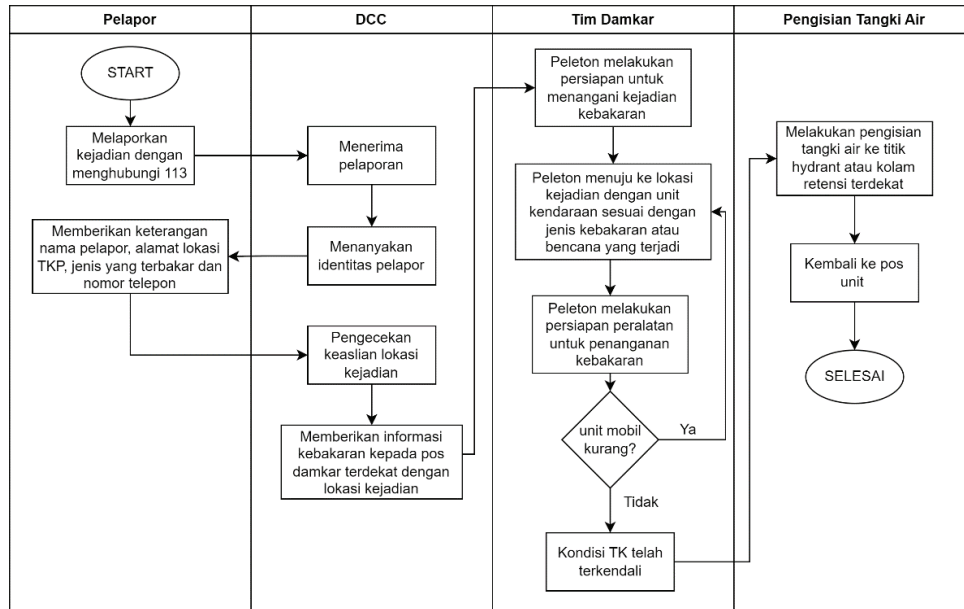 Pelapor
DCC
Tim Damkar
Pengisian Tangki Air
START
Melaporkan
kejadian dengan
menghubungi 113
Menerima
pelaporan
Menanyakan
identitas pelapor
Memberikan keterangan
nama pelapor, alamat lokasi
TKP, jenis yang terbakar dan
nomor telepon
Pengecekan
keaslian lokasi
kejadian
Memberikan informasi
kebakaran kepada pos
damkar terdekat dengan
lokasi kejadian
Peleton melakukan
persiapan untuk
menangani kejadian
kebakaran
Peleton menuju ke lokasi
kejadian dengan unit
kendaraan sesuai dengan
jenis kebakaran atau
bencana yang terjadi
Peleton melakukan
persiapan peralatan
untuk penanganan
kebakaran
unit mobil
kurang?
Ya
Tidak
Kondisi TK telah
terkendali
Melakukan pengisian
tangki air ke titik
hydrant atau kolam
retensi terdekat
Kembali ke pos
unit
SELESAI